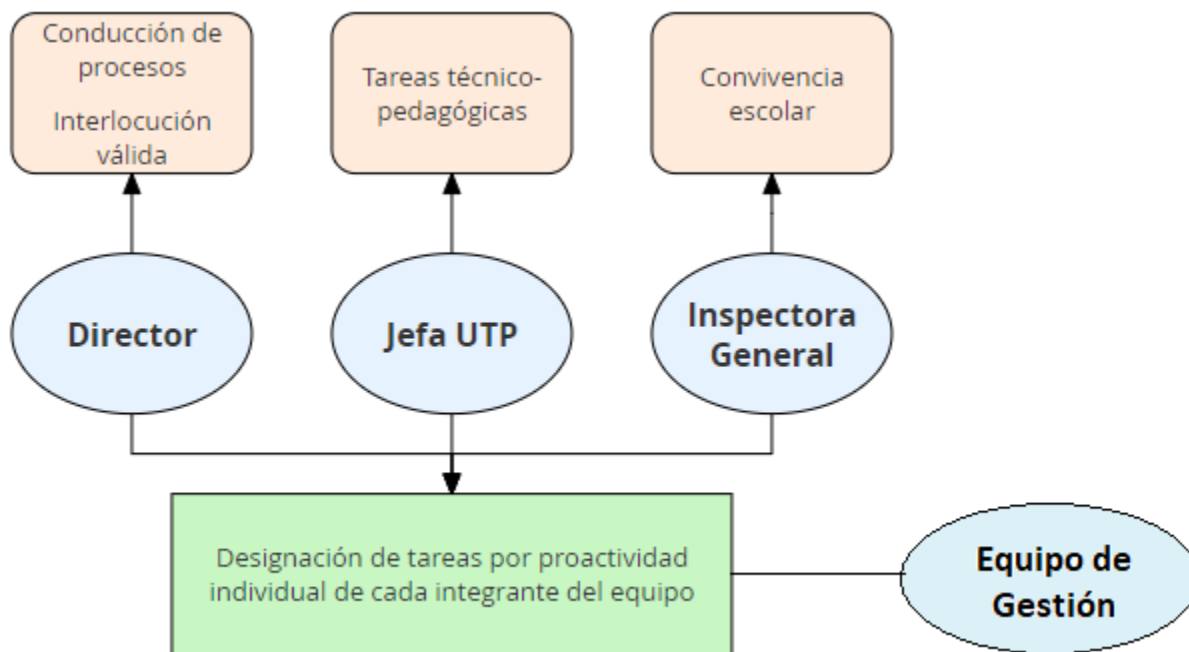 Conducción de
procesos
Interlocución
válida
Tareas técnico-
pedagógicas
Convivencia
escolar
Director
Jefa UTP
Inspectora
General
Designación de tareas por proactividad
individual de cada integrante del equipo
Equipo de
Gestión